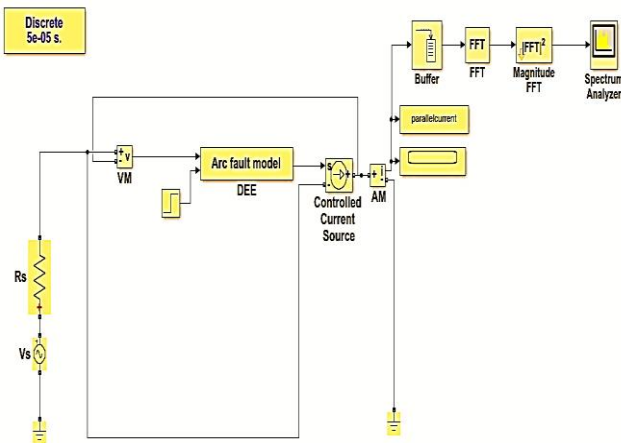 Discrete
5e-05 s.
Buffer
FFT
FFT
|FFT|²
Magnitude
FFT
Spectrum
Analyzer
parallelcurrent
+
-
v
VM
Arc fault model
DEE
s
+
-
Controlled
Current
Source
+
i
-
AM
Rs
+
Vs
+